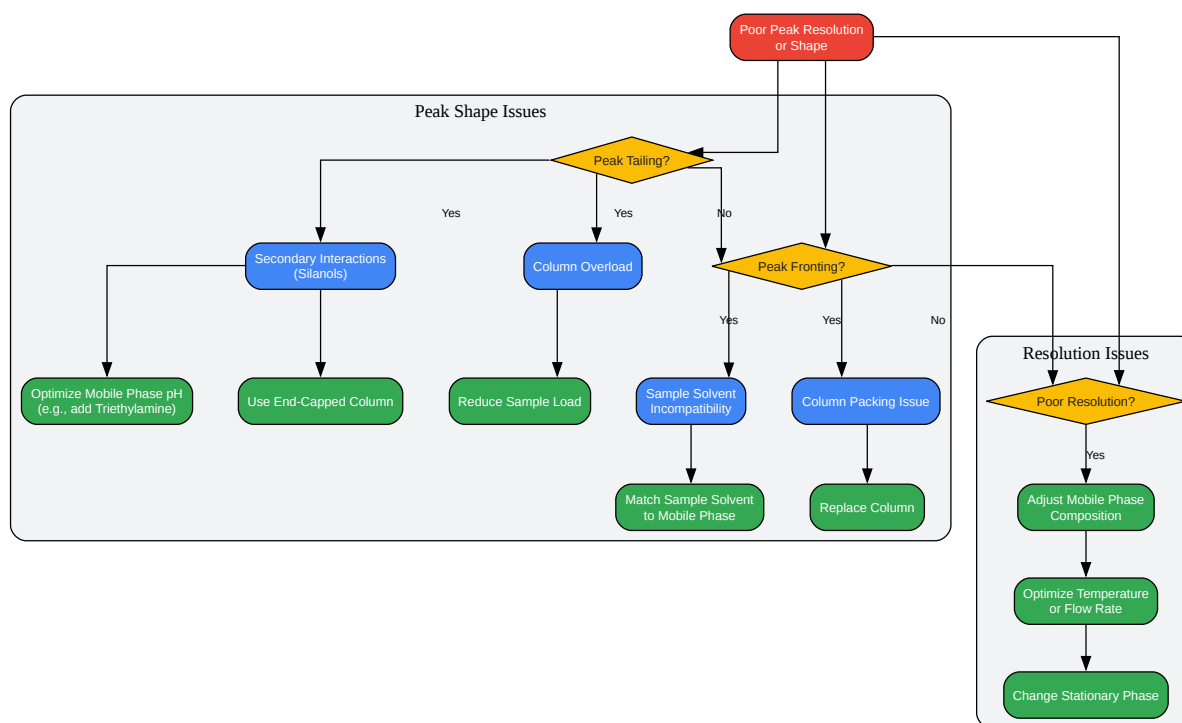 Poor Peak Resolution
or Shape
Peak Shape Issues
Peak Tailing?
Yes
Yes
No
Secondary Interactions
(Silanols)
Column Overload
Peak Fronting?
Yes
Yes
No
Resolution Issues
Optimize Mobile Phase pH
(e.g., add Triethylamine)
Use End-Capped Column
Reduce Sample Load
Sample Solvent
Incompatibility
Column Packing Issue
Poor Resolution?
Yes
Match Sample Solvent
to Mobile Phase
Replace Column
Adjust Mobile Phase
Composition
Optimize Temperature
or Flow Rate
Change Stationary Phase